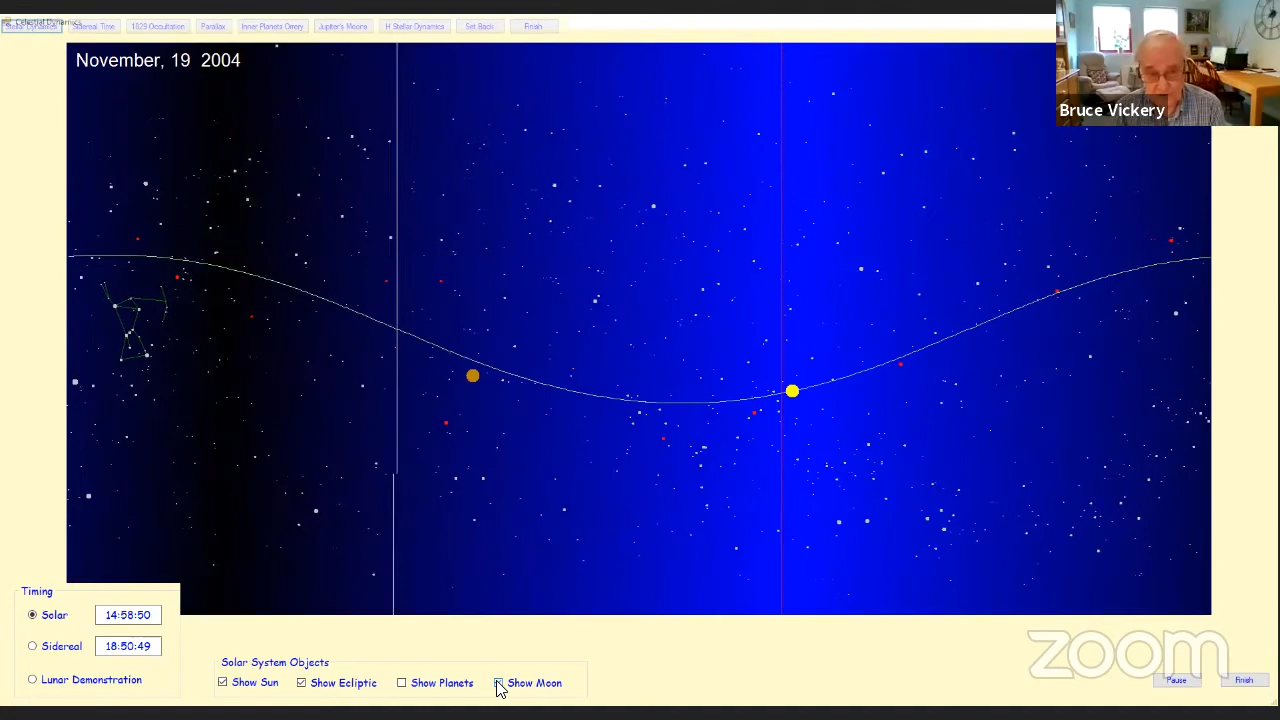 Celestial Dynamics
Stellar Dynamics Sidereal Time 1829 Occultation Parallax Inner Planets Orrery Jupiter's Moons H Stellar Dynamics Set Back Finish
November, 19 2004
Bruce Vickery
Timing
Solar 14:58:50
Sidereal 18:50:49
Lunar Demonstration
Solar System Objects
Show Sun Show Ecliptic Show Planets Show Moon
zoom
Pause Finish